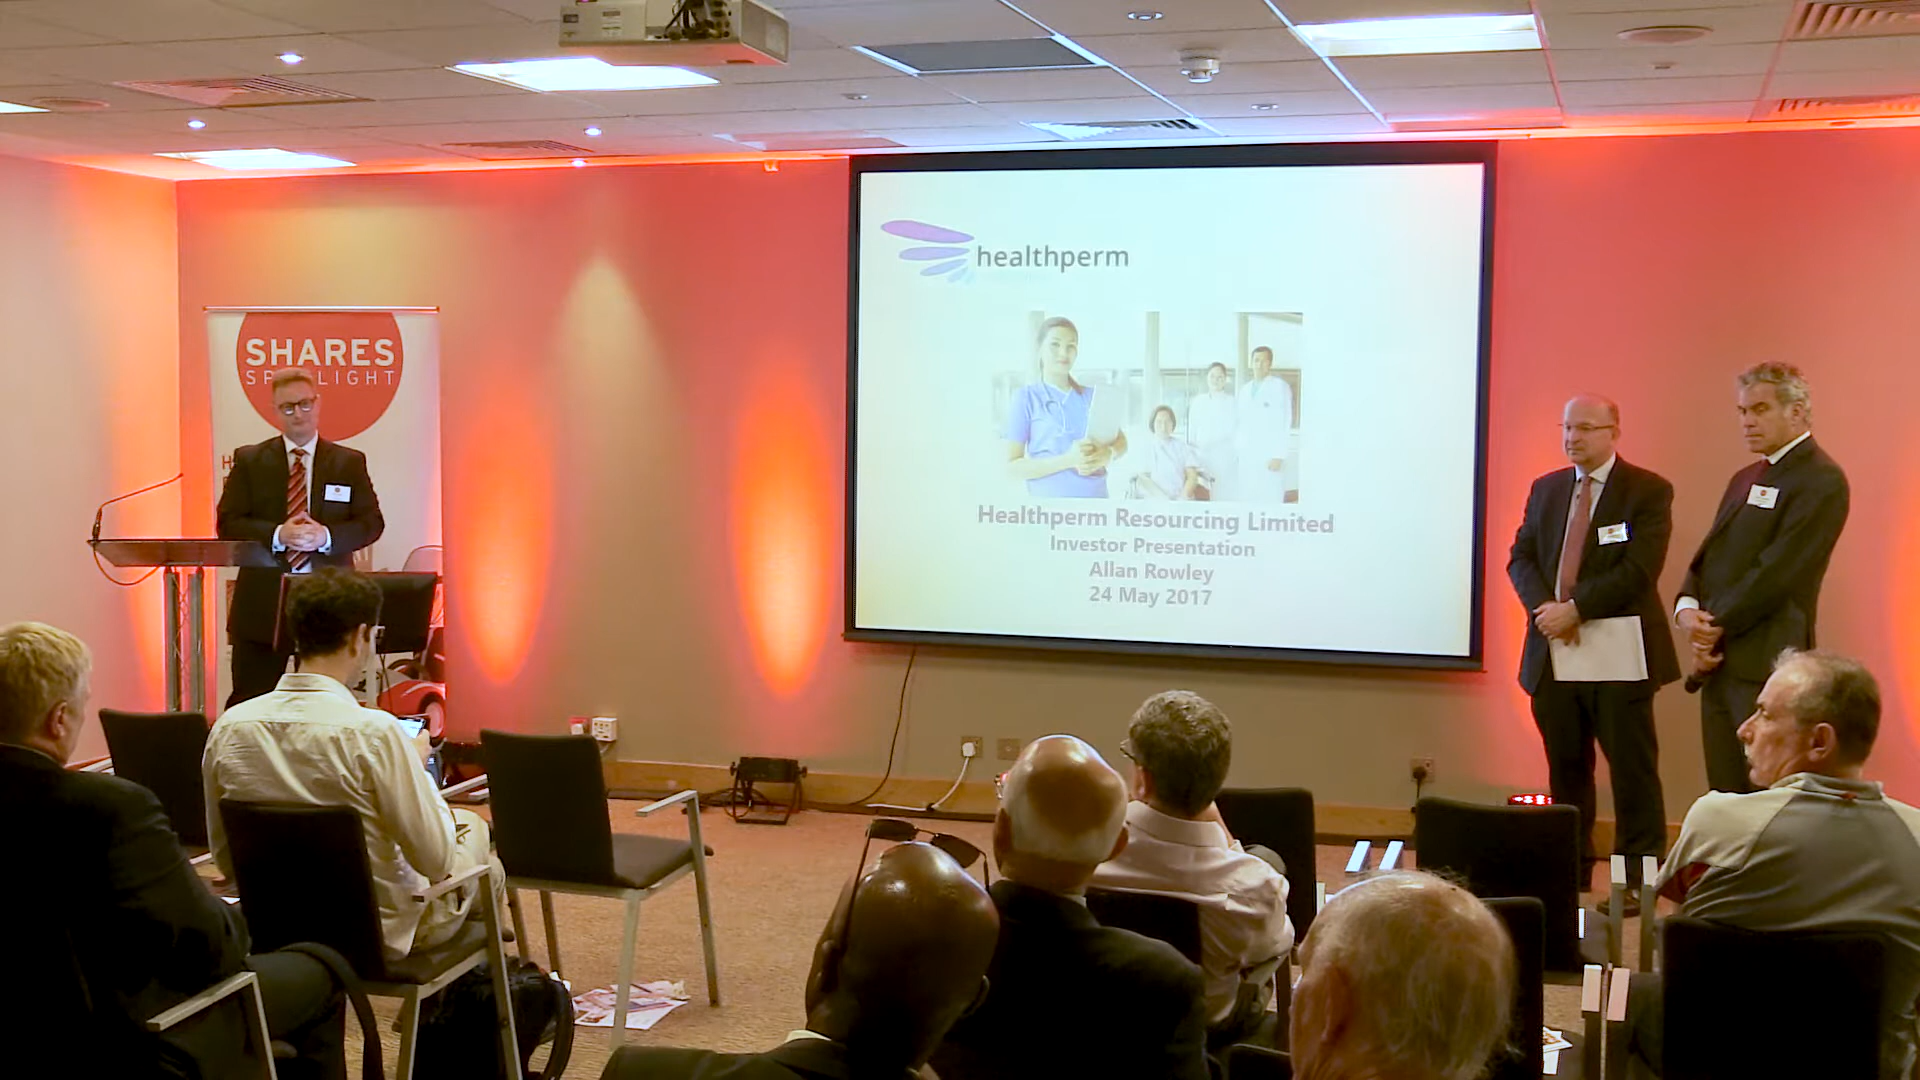 SHARES
healthperm
Healthperm Resourcing Limited
Investor Presentation
Allan Rowley
24 May 2017